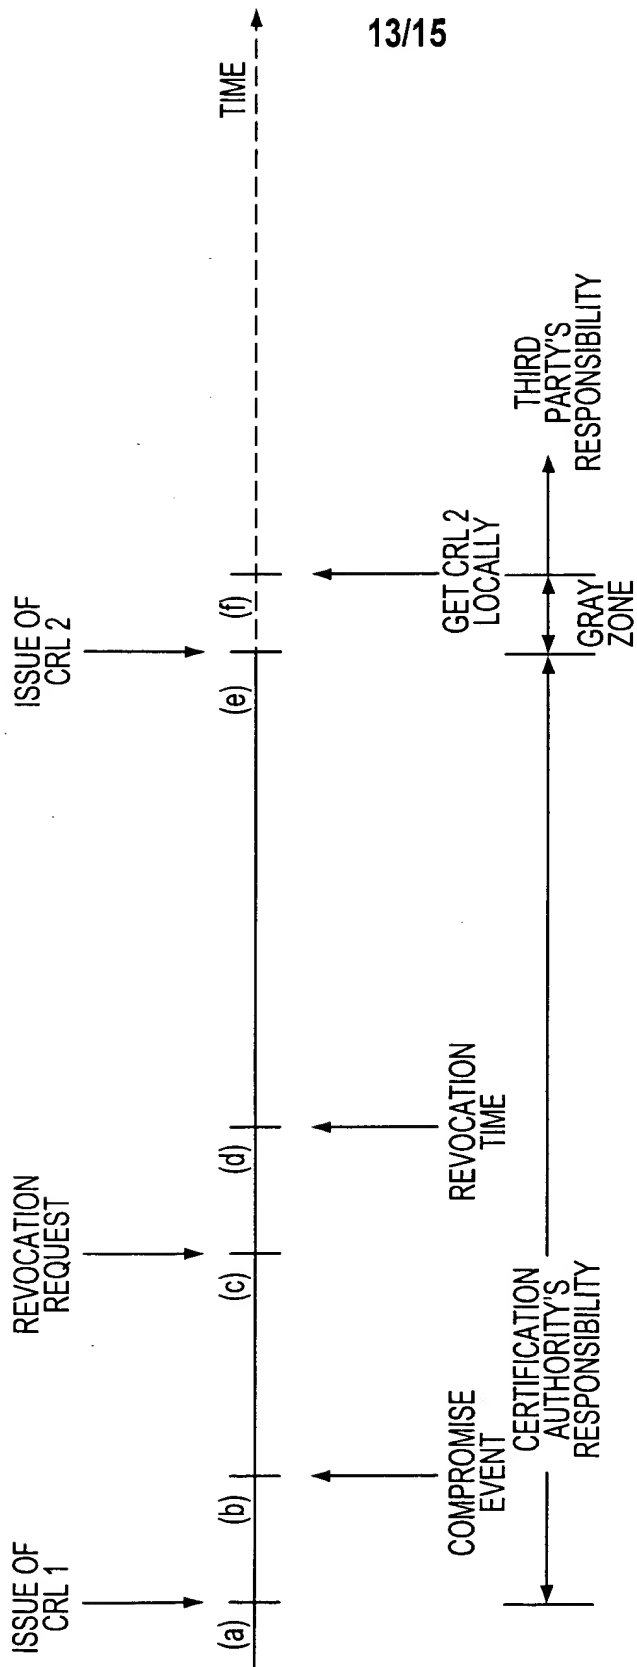 13/15
ISSUE OF
CRL 1
REVOCATION
REQUEST
ISSUE OF
CRL 2
TIME
(a)
(b)
(c)
(d)
(e)
(f)
COMPROMISE
EVENT
REVOCATION
TIME
GET CRL 2
LOCALLY
CERTIFICATION
AUTHORITY'S
RESPONSIBILITY
GRAY
ZONE
THIRD
PARTY'S
RESPONSIBILITY